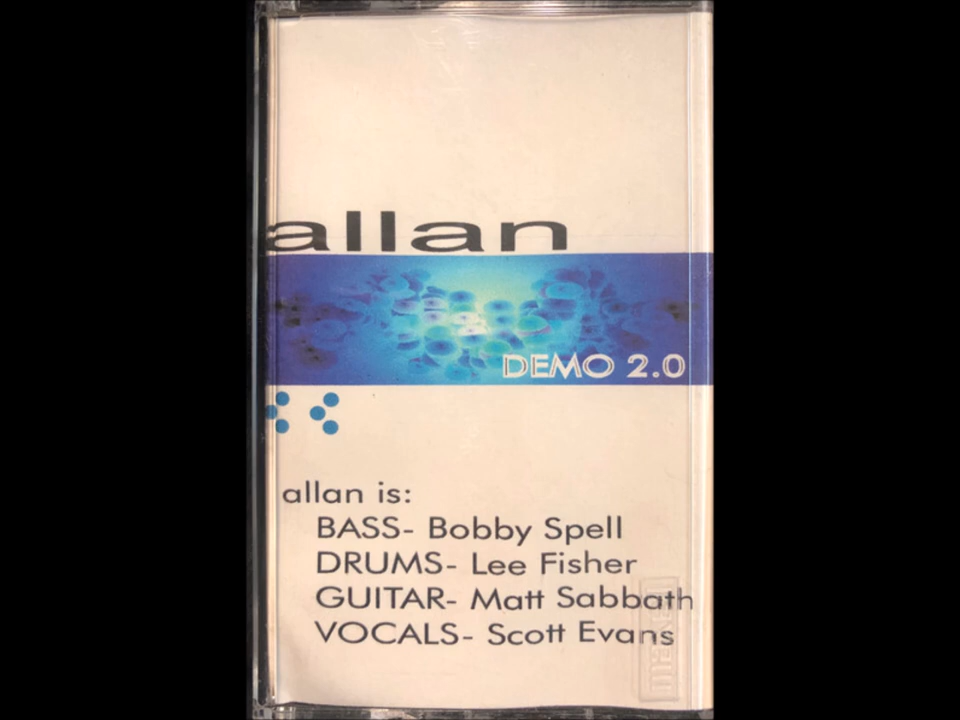 allan
DEMO 2.0
allan is:
BASS- Bobby Spell
DRUMS- Lee Fisher
GUITAR- Matt Sabbath
VOCALS- Scott Evans